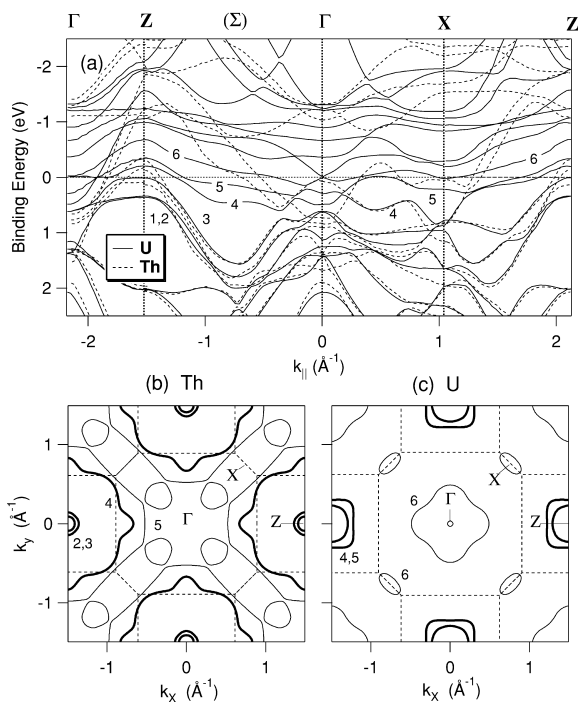 Γ Z (Σ) Γ X Z
(a)
-2
-1
0
1
2
Binding Energy (eV)
6
5
4
1,2
3
4
5
6
U
Th
-2 -1 0 1 2
k|| (Å⁻¹)
(b) Th
(c) U
1
0
-1
ky (Å⁻¹)
4
2,3
5
Γ
X
Z
-1 0 1
kX (Å⁻¹)
6
Γ
X
Z
4,5
6
-1 0 1
kX (Å⁻¹)